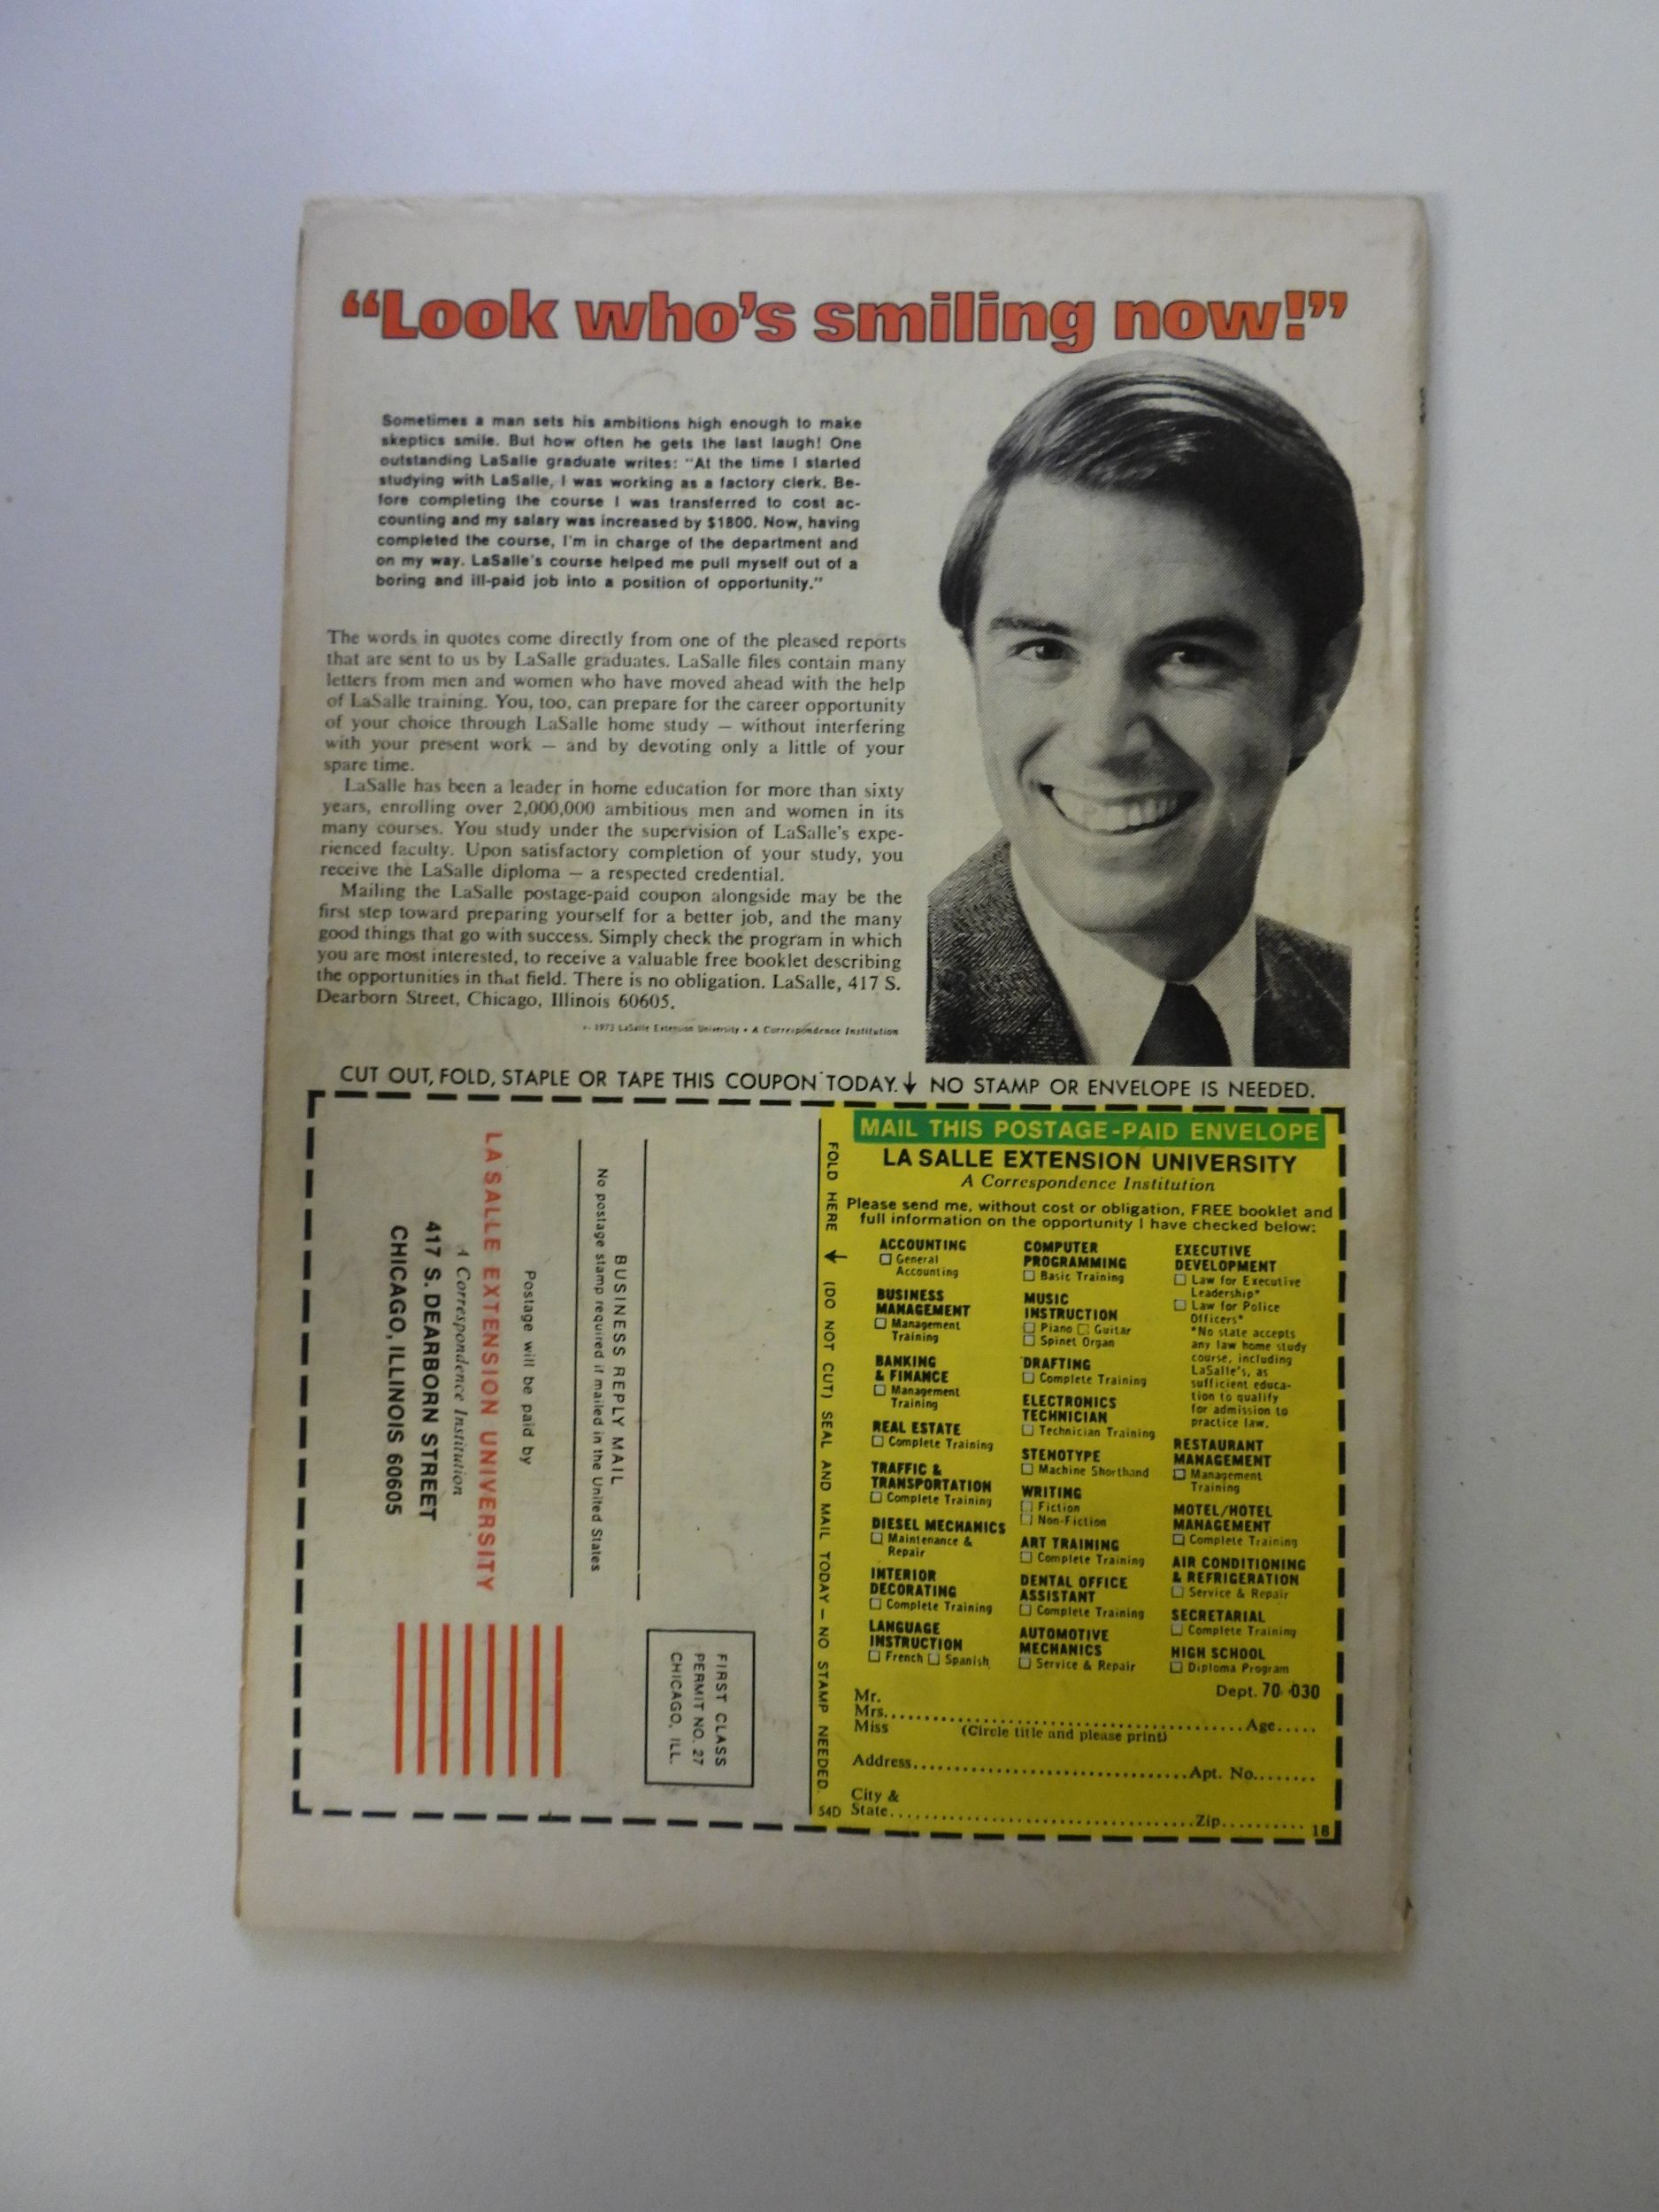 “Look who’s smiling now!”
Sometimes a man sets his ambitions high enough to make
skeptics smile. But how often he gets the last laugh! One
outstanding LaSalle graduate writes: "At the time I started
studying with LaSalle, I was working as a factory clerk. Be-
fore completing the course I was transferred to cost ac-
counting and my salary was increased by $1800. Now, having
completed the course, I'm in charge of the department and
on my way. LaSalle's course helped me pull myself out of a
boring and ill-paid job into a position of opportunity."
The words in quotes come directly from one of the pleased reports
that are sent to us by LaSalle graduates. LaSalle files contain many
letters from men and women who have moved ahead with the help
of LaSalle training. You, too, can prepare for the career opportunity
of your choice through LaSalle home study — without interfering
with your present work — and by devoting only a little of your
spare time.
LaSalle has been a leader in home education for more than sixty
years, enrolling over 2,000,000 ambitious men and women in its
many courses. You study under the supervision of LaSalle's expe-
rienced faculty. Upon satisfactory completion of your study, you
receive the LaSalle diploma — a respected credential.
Mailing the LaSalle postage-paid coupon alongside may be the
first step toward preparing yourself for a better job, and the many
good things that go with success. Simply check the program in which
you are most interested, to receive a valuable free booklet describing
the opportunities in that field. There is no obligation. LaSalle, 417 S.
Dearborn Street, Chicago, Illinois 60605.
1973 LaSalle Extension University • A Correspondence Institution
CUT OUT, FOLD, STAPLE OR TAPE THIS COUPON TODAY. ↓ NO STAMP OR ENVELOPE IS NEEDED.
FIRST CLASS
PERMIT NO. 27
CHICAGO, ILL.
BUSINESS REPLY MAIL
No postage stamp required if mailed in the United States
Postage will be paid by
LA SALLE EXTENSION UNIVERSITY
A Correspondence Institution
417 S. DEARBORN STREET
CHICAGO, ILLINOIS 60605
FOLD HERE (DO NOT CUT) SEAL AND MAIL TODAY — NO STAMP NEEDED.
54D
MAIL THIS POSTAGE-PAID ENVELOPE
LA SALLE EXTENSION UNIVERSITY
A Correspondence Institution
Please send me, without cost or obligation, FREE booklet and
full information on the opportunity I have checked below:
ACCOUNTING
☐ General
Accounting
BUSINESS
MANAGEMENT
☐ Management
Training
BANKING
& FINANCE
☐ Management
Training
REAL ESTATE
☐ Complete Training
TRAFFIC &
TRANSPORTATION
☐ Complete Training
DIESEL MECHANICS
☐ Maintenance &
Repair
INTERIOR
DECORATING
☐ Complete Training
LANGUAGE
INSTRUCTION
☐ French ☐ Spanish
COMPUTER
PROGRAMMING
☐ Basic Training
MUSIC
INSTRUCTION
☐ Piano ☐ Guitar
☐ Spinet Organ
DRAFTING
☐ Complete Training
ELECTRONICS
TECHNICIAN
☐ Technician Training
STENOTYPE
☐ Machine Shorthand
WRITING
☐ Fiction
☐ Non-Fiction
ART TRAINING
☐ Complete Training
DENTAL OFFICE
ASSISTANT
☐ Complete Training
AUTOMOTIVE
MECHANICS
☐ Service & Repair
EXECUTIVE
DEVELOPMENT
☐ Law for Executive
Leadership*
☐ Law for Police
Officers*
*No state accepts
any law home study
course, including
LaSalle's, as
sufficient educa-
tion to qualify
for admission to
practice law.
RESTAURANT
MANAGEMENT
☐ Management
Training
MOTEL/HOTEL
MANAGEMENT
☐ Complete Training
AIR CONDITIONING
& REFRIGERATION
☐ Service & Repair
SECRETARIAL
☐ Complete Training
HIGH SCHOOL
☐ Diploma Program
Dept. 70-030
Mr.
Mrs. Age
Miss (Circle title and please print)
Address Apt. No.
City &
State Zip
18